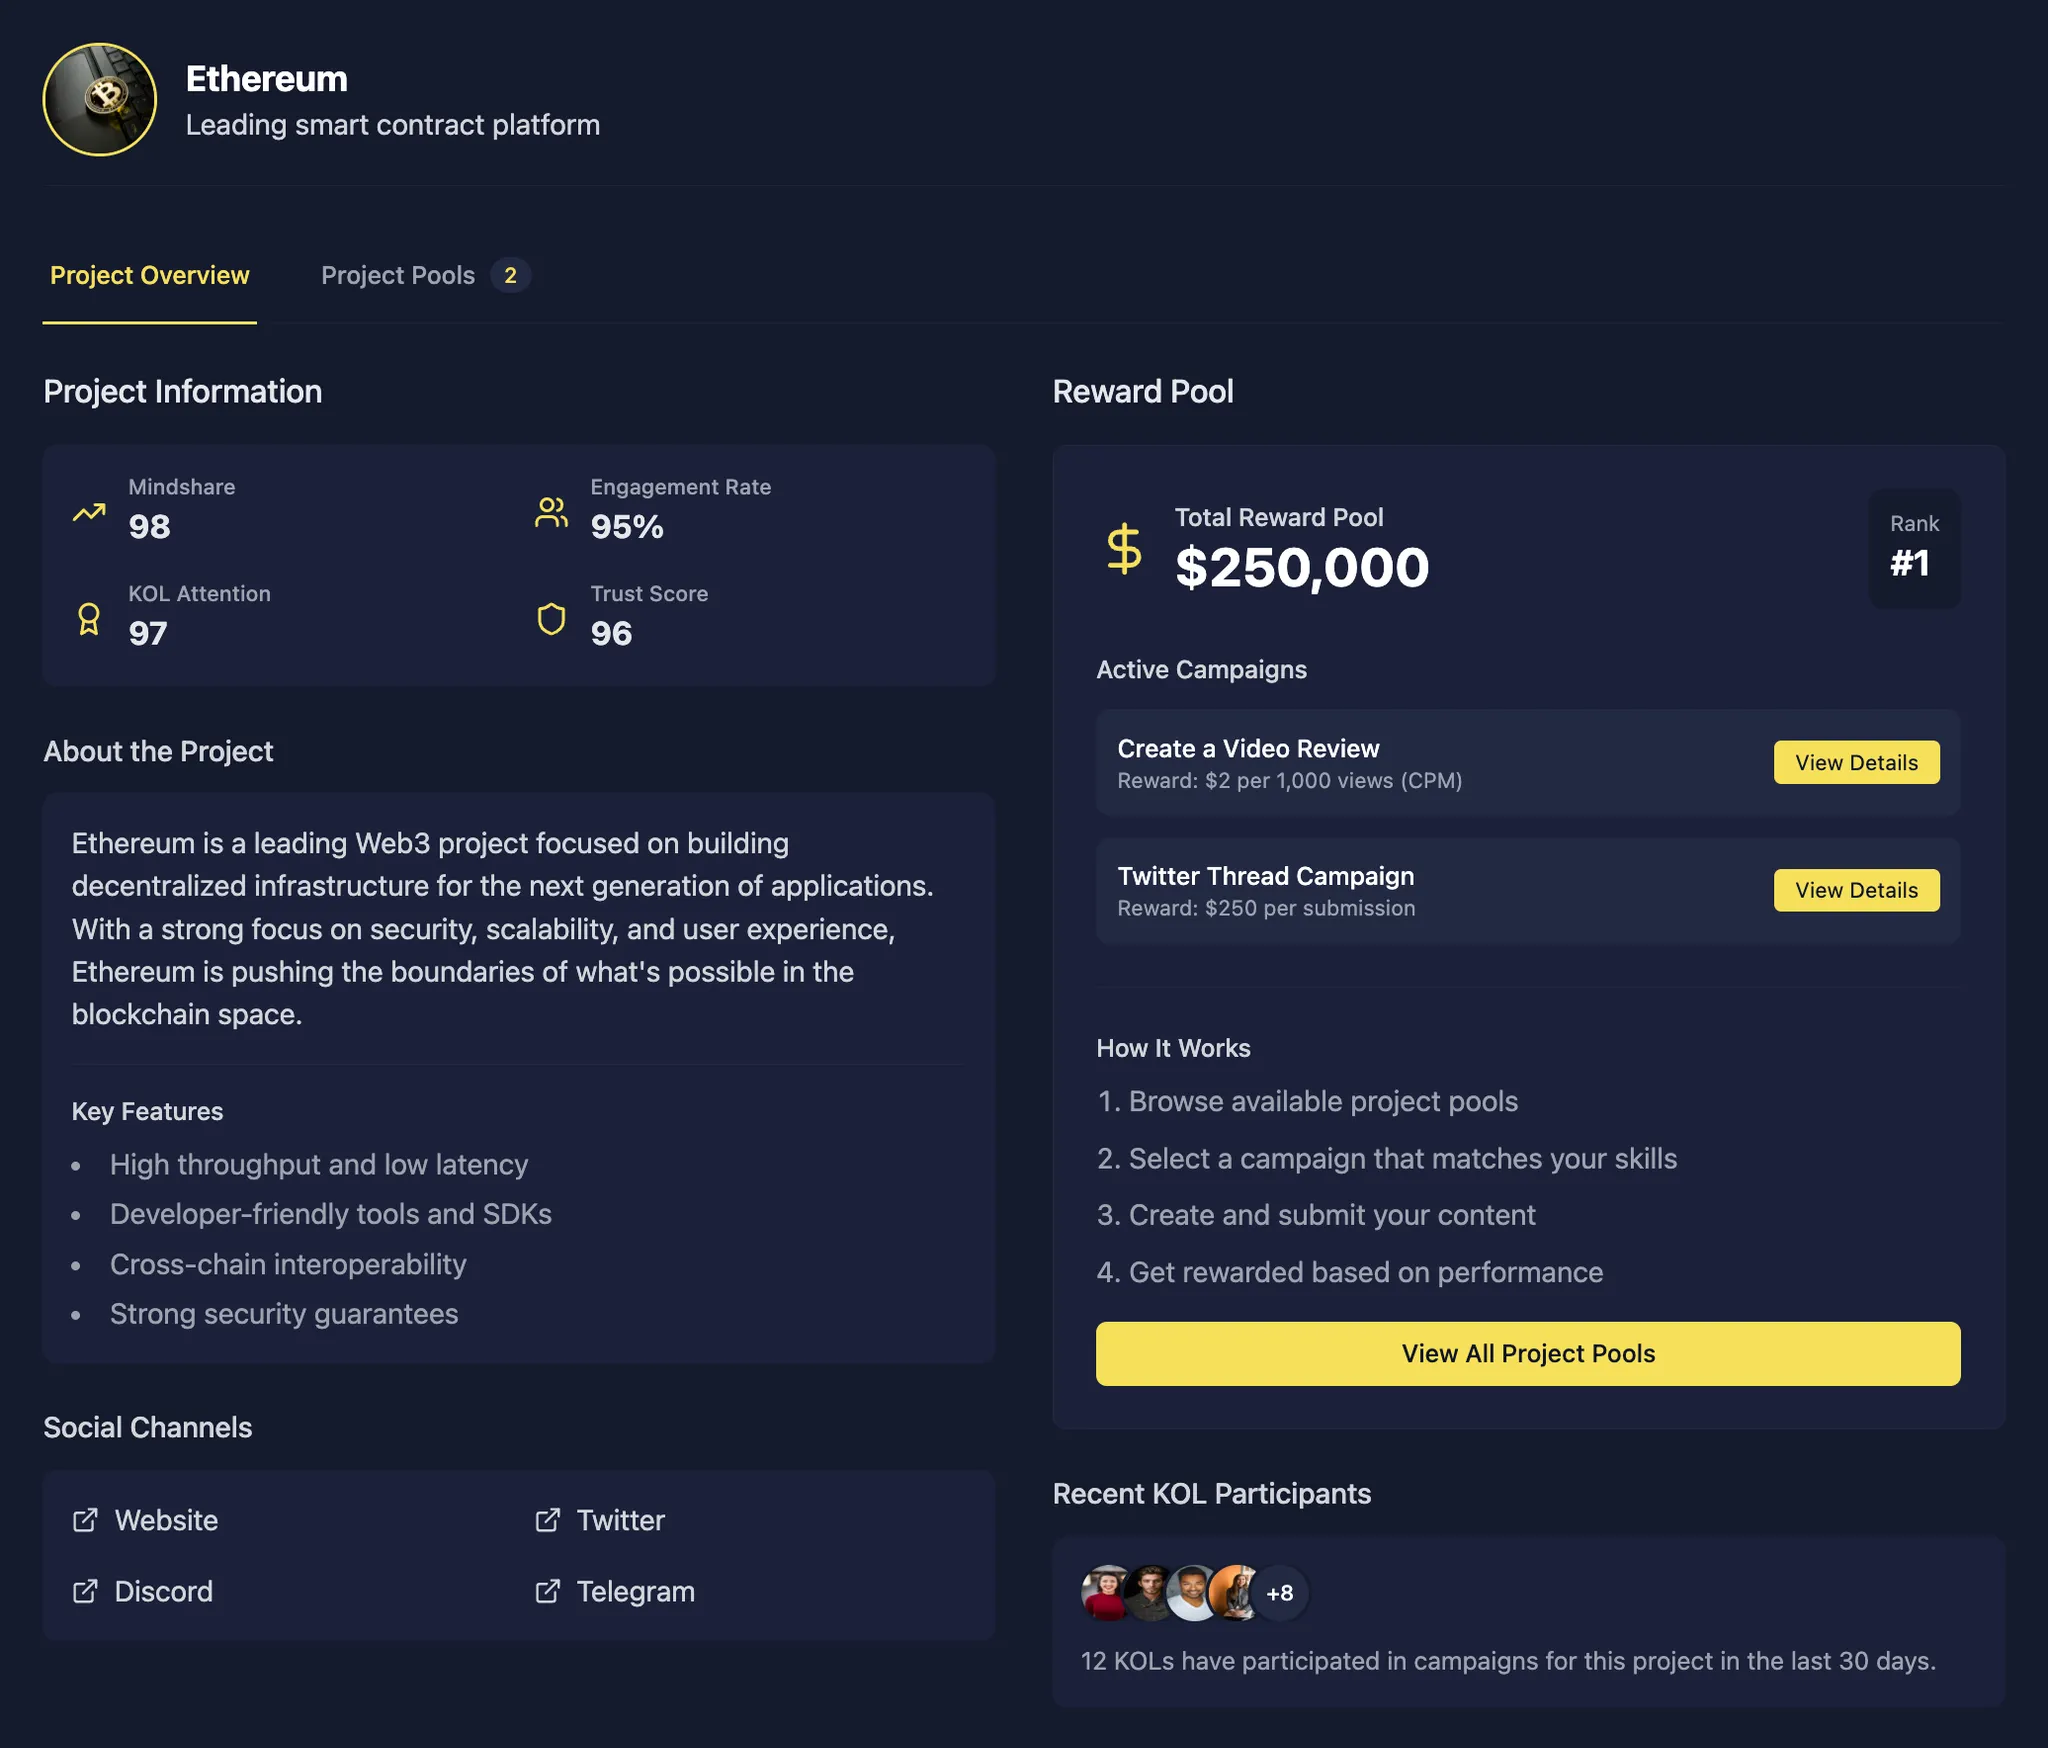 Ethereum
Leading smart contract platform
Project Overview
Project Pools 2
Project Information
Mindshare
98
Engagement Rate
95%
KOL Attention
97
Trust Score
96
About the Project
Ethereum is a leading Web3 project focused on building
decentralized infrastructure for the next generation of applications.
With a strong focus on security, scalability, and user experience,
Ethereum is pushing the boundaries of what's possible in the
blockchain space.
Key Features
• High throughput and low latency
• Developer-friendly tools and SDKs
• Cross-chain interoperability
• Strong security guarantees
Social Channels
Website
Twitter
Discord
Telegram
Reward Pool
Total Reward Pool
$250,000
Rank
#1
Active Campaigns
Create a Video Review
Reward: $2 per 1,000 views (CPM)
View Details
Twitter Thread Campaign
Reward: $250 per submission
View Details
How It Works
1. Browse available project pools
2. Select a campaign that matches your skills
3. Create and submit your content
4. Get rewarded based on performance
View All Project Pools
Recent KOL Participants
+8
12 KOLs have participated in campaigns for this project in the last 30 days.